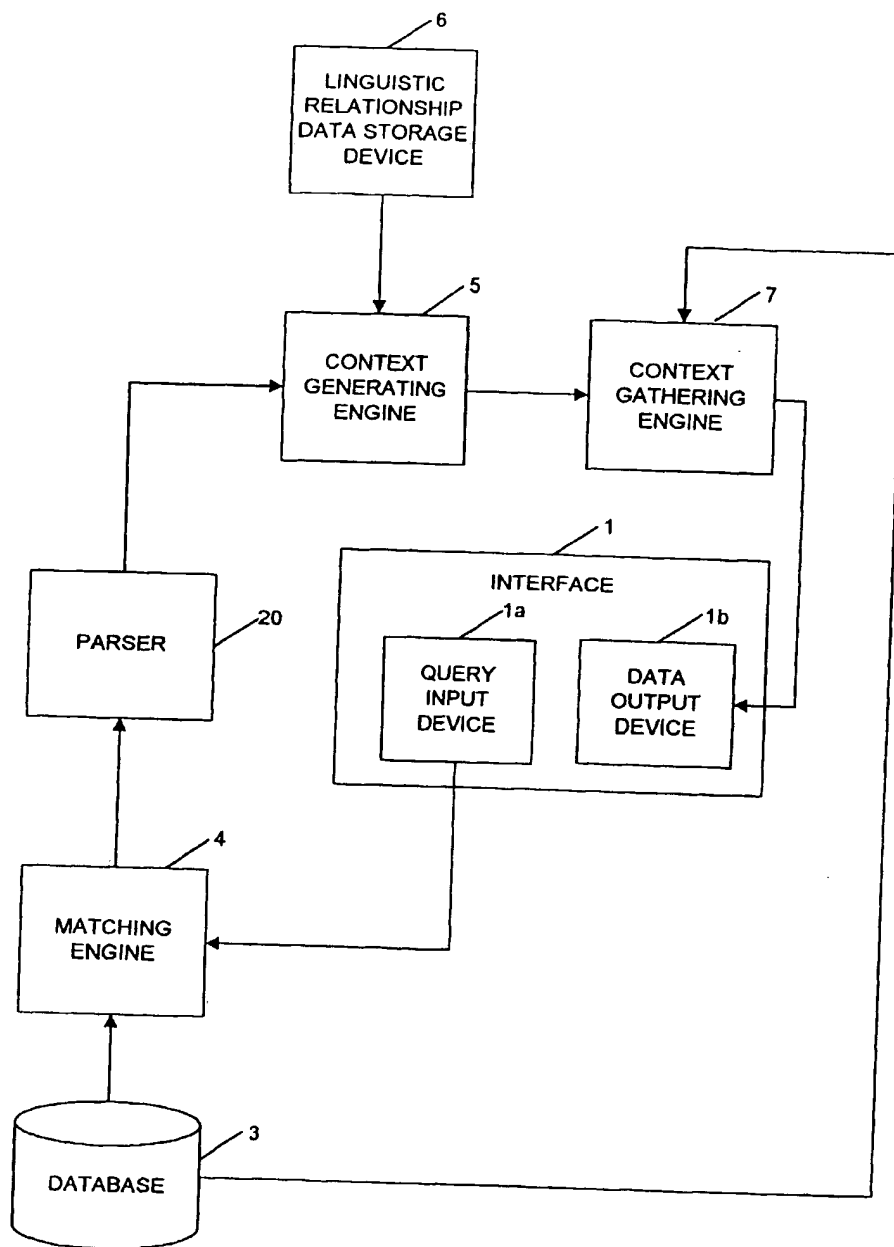 6
LINGUISTIC
RELATIONSHIP
DATA STORAGE
DEVICE
5
CONTEXT
GENERATING
ENGINE
7
CONTEXT
GATHERING
ENGINE
1
INTERFACE
1a
QUERY
INPUT
DEVICE
1b
DATA
OUTPUT
DEVICE
PARSER
20
4
MATCHING
ENGINE
3
DATABASE